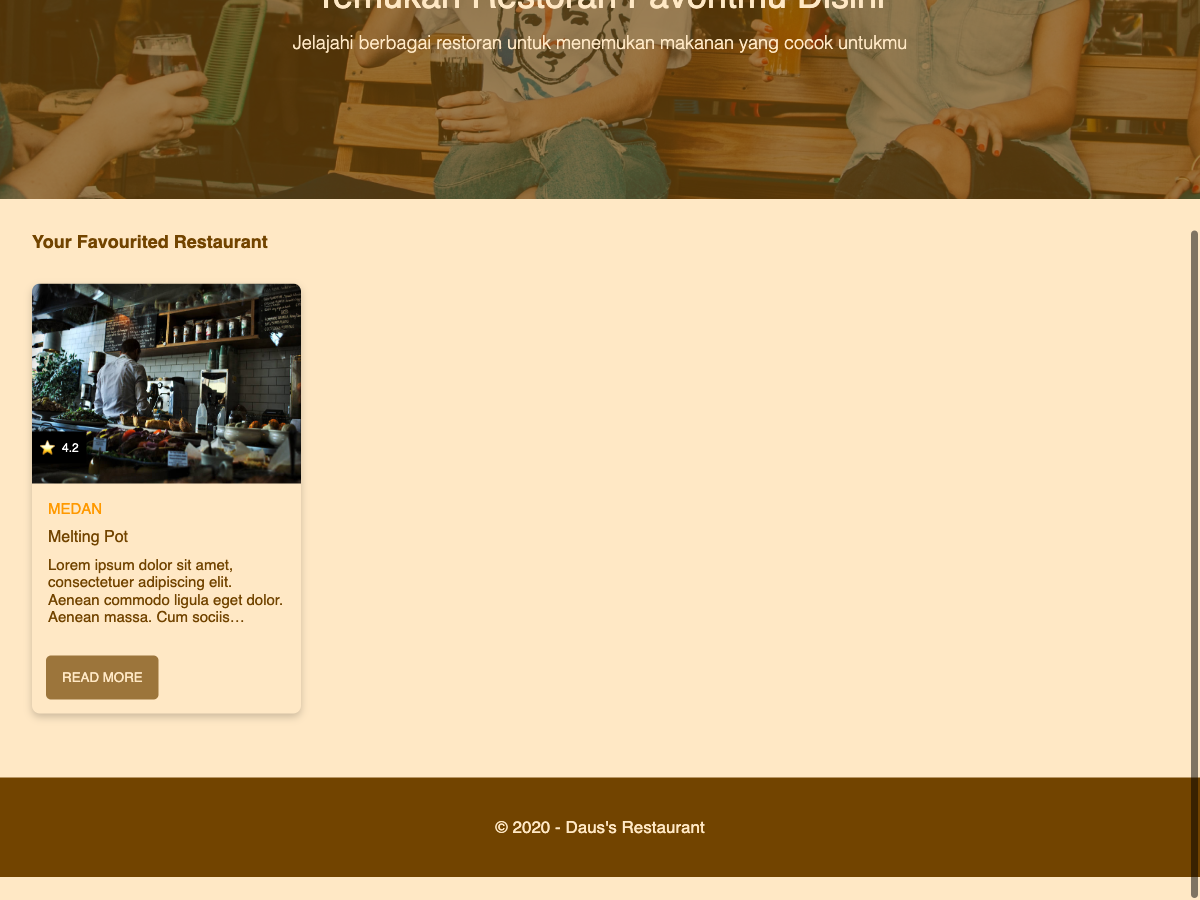 Temukan Restoran Favoritmu Disini
Jelajahi berbagai restoran untuk menemukan makanan yang cocok untukmu
Your Favourited Restaurant
4.2
MEDAN
Melting Pot
Lorem ipsum dolor sit amet,
consectetuer adipiscing elit.
Aenean commodo ligula eget dolor.
Aenean massa. Cum sociis…
READ MORE
© 2020 - Daus's Restaurant